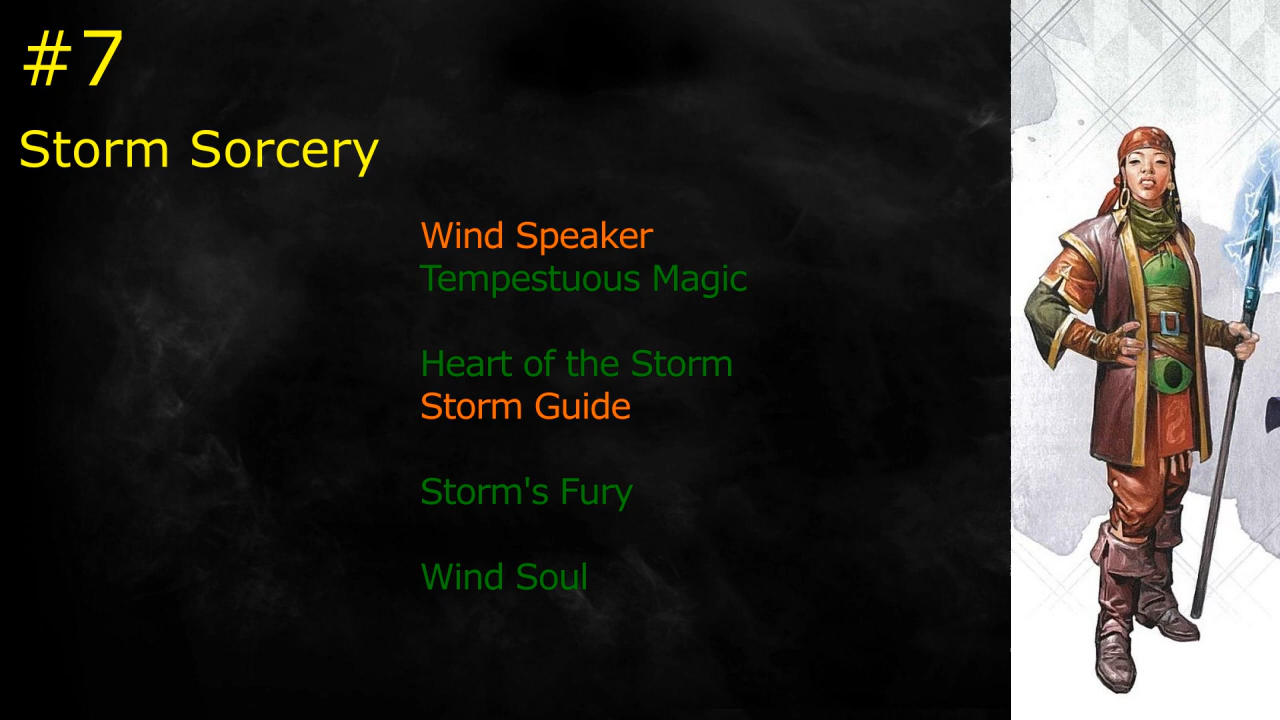 #7
Storm Sorcery
Wind Speaker
Tempestuous Magic
Heart of the Storm
Storm Guide
Storm's Fury
Wind Soul